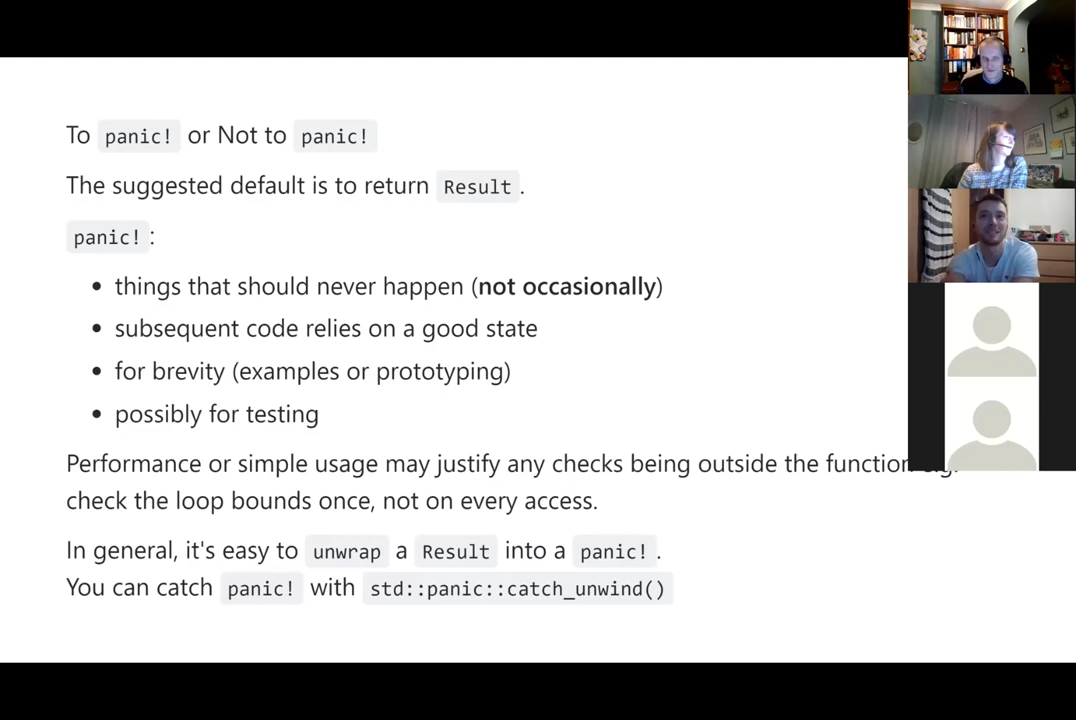 To panic! or Not to panic!
The suggested default is to return Result.
panic!:
• things that should never happen (not occasionally)
• subsequent code relies on a good state
• for brevity (examples or prototyping)
• possibly for testing
Performance or simple usage may justify any checks being outside the function
check the loop bounds once, not on every access.
In general, it's easy to unwrap a Result into a panic!.
You can catch panic! with std::panic::catch_unwind()